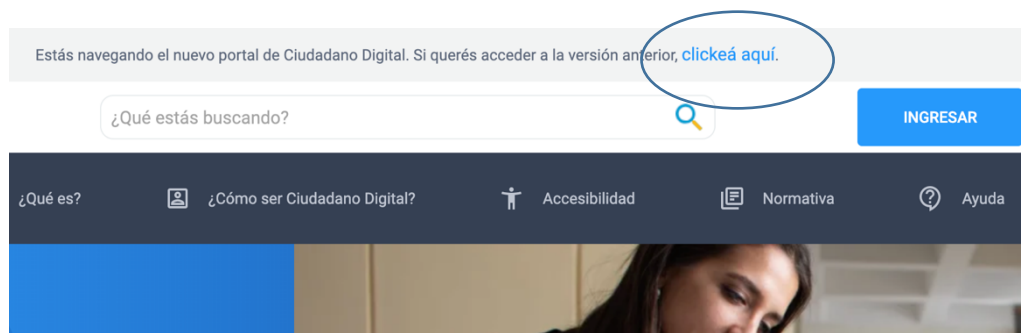 Estás navegando el nuevo portal de Ciudadano Digital. Si querés acceder a la versión anterior, clickeá aquí.
¿Qué estás buscando?
INGRESAR
¿Qué es?
¿Cómo ser Ciudadano Digital?
Accesibilidad
Normativa
Ayuda